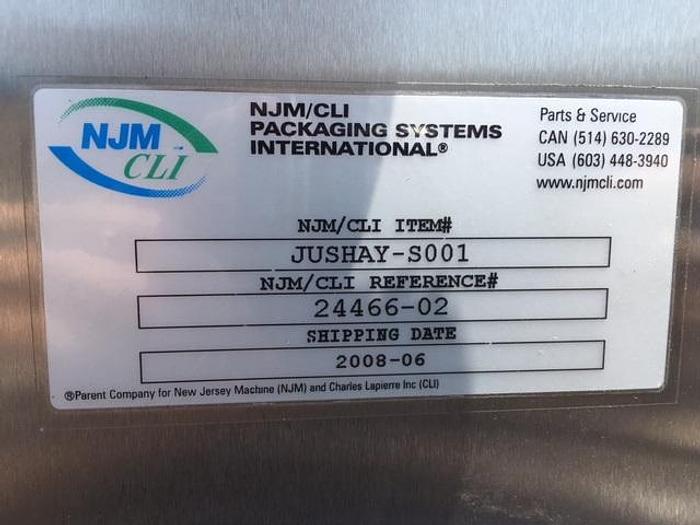 NJM
CLI
NJM/CLI
PACKAGING SYSTEMS
INTERNATIONAL®
Parts & Service
CAN (514) 630-2289
USA (603) 448-3940
www.njmcli.com
NJM/CLI ITEM#
JUSHAY-S001
NJM/CLI REFERENCE#
24466-02
SHIPPING DATE
2008-06
®Parent Company for New Jersey Machine (NJM) and Charles Lapierre Inc (CLI)